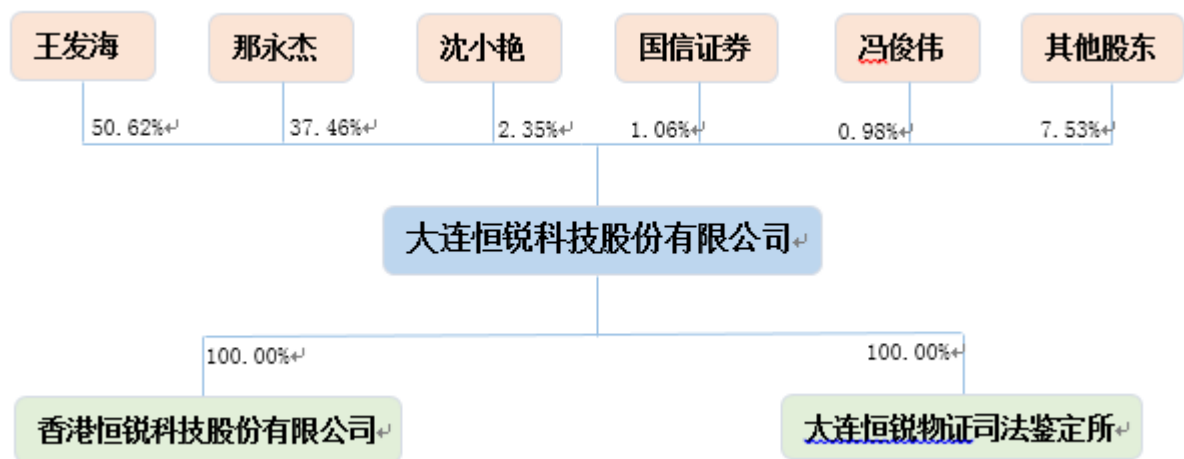 王发海
那永杰
沈小艳
国信证券
冯俊伟
其他股东
50.62%↵
37.46%↵
2.35%↵
1.06%↵
0.98%↵
7.53%↵
大连恒锐科技股份有限公司↵
100.00%↵
100.00%↵
香港恒锐科技股份有限公司↵
大连恒锐物证司法鉴定所↵